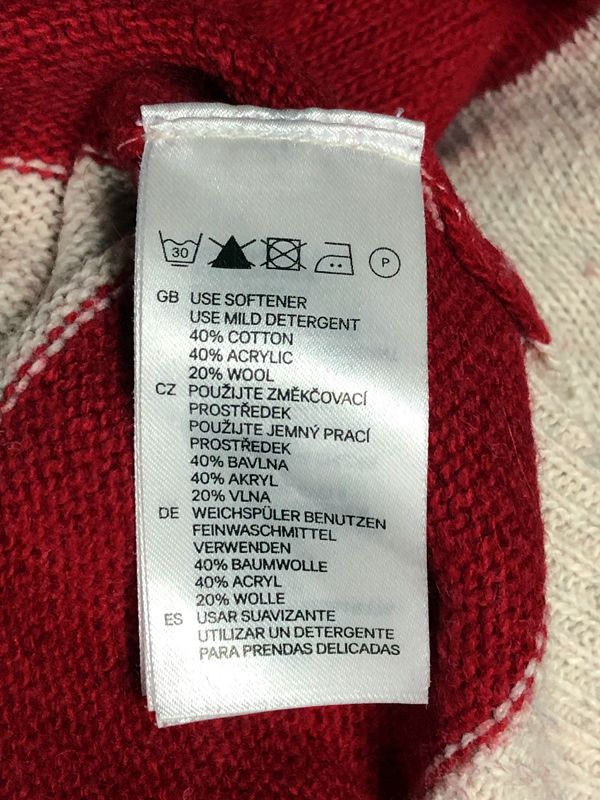 30 P
GB USE SOFTENER
USE MILD DETERGENT
40% COTTON
40% ACRYLIC
20% WOOL
CZ POUŽIJTE ZMĚKČOVACÍ
PROSTŘEDEK
POUŽIJTE JEMNÝ PRACÍ
PROSTŘEDEK
40% BAVLNA
40% AKRYL
20% VLNA
DE WEICHSPÜLER BENUTZEN
FEINWASCHMITTEL
VERWENDEN
40% BAUMWOLLE
40% ACRYL
20% WOLLE
ES USAR SUAVIZANTE
UTILIZAR UN DETERGENTE
PARA PRENDAS DELICADAS